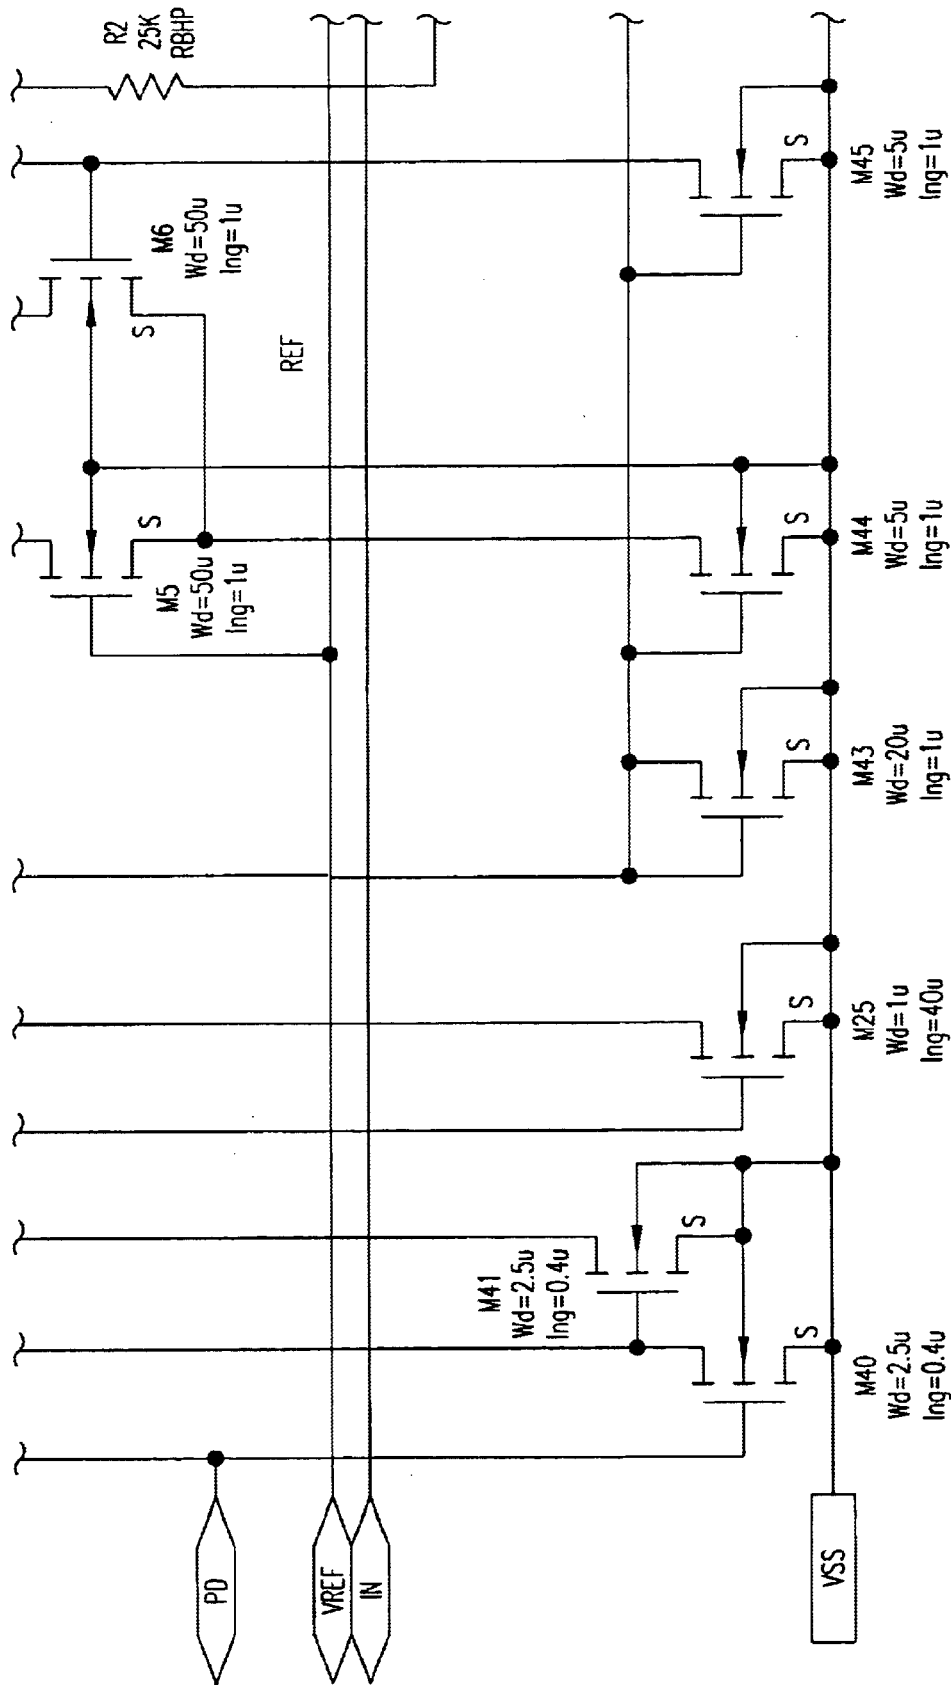 R2
25K
RBHP
M6
Wd=50u
lng=1u
S
REF
S
M5
Wd=50u
lng=1u
S
M45
Wd=5u
lng=1u
S
M44
Wd=5u
lng=1u
S
M43
Wd=20u
lng=1u
S
M25
Wd=1u
lng=40u
M41
Wd=2.5u
lng=0.4u
S
S
M40
Wd=2.5u
lng=0.4u
PD
VREF
IN
VSS